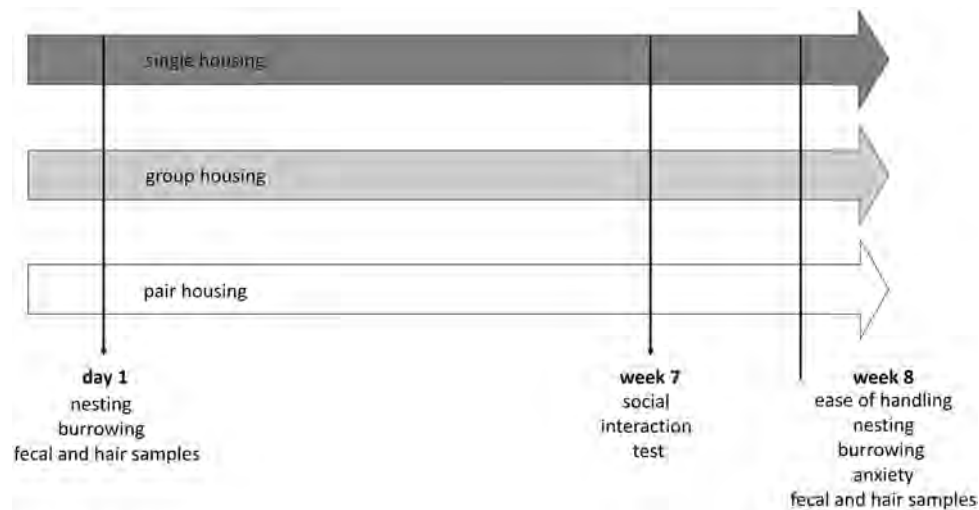 single housing
group housing
pair housing
day 1
nesting
burrowing
fecal and hair samples
week 7
social
interaction
test
week 8
ease of handling
nesting
burrowing
anxiety
fecal and hair samples